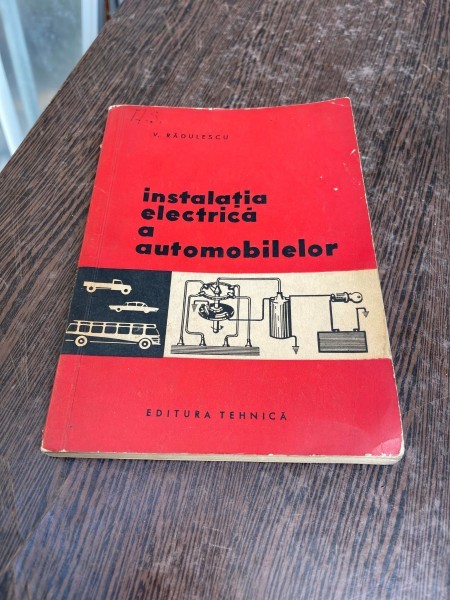 V. RĂDULESCU
instalația
electrică
a
automobilelor
EDITURA TEHNICĂ